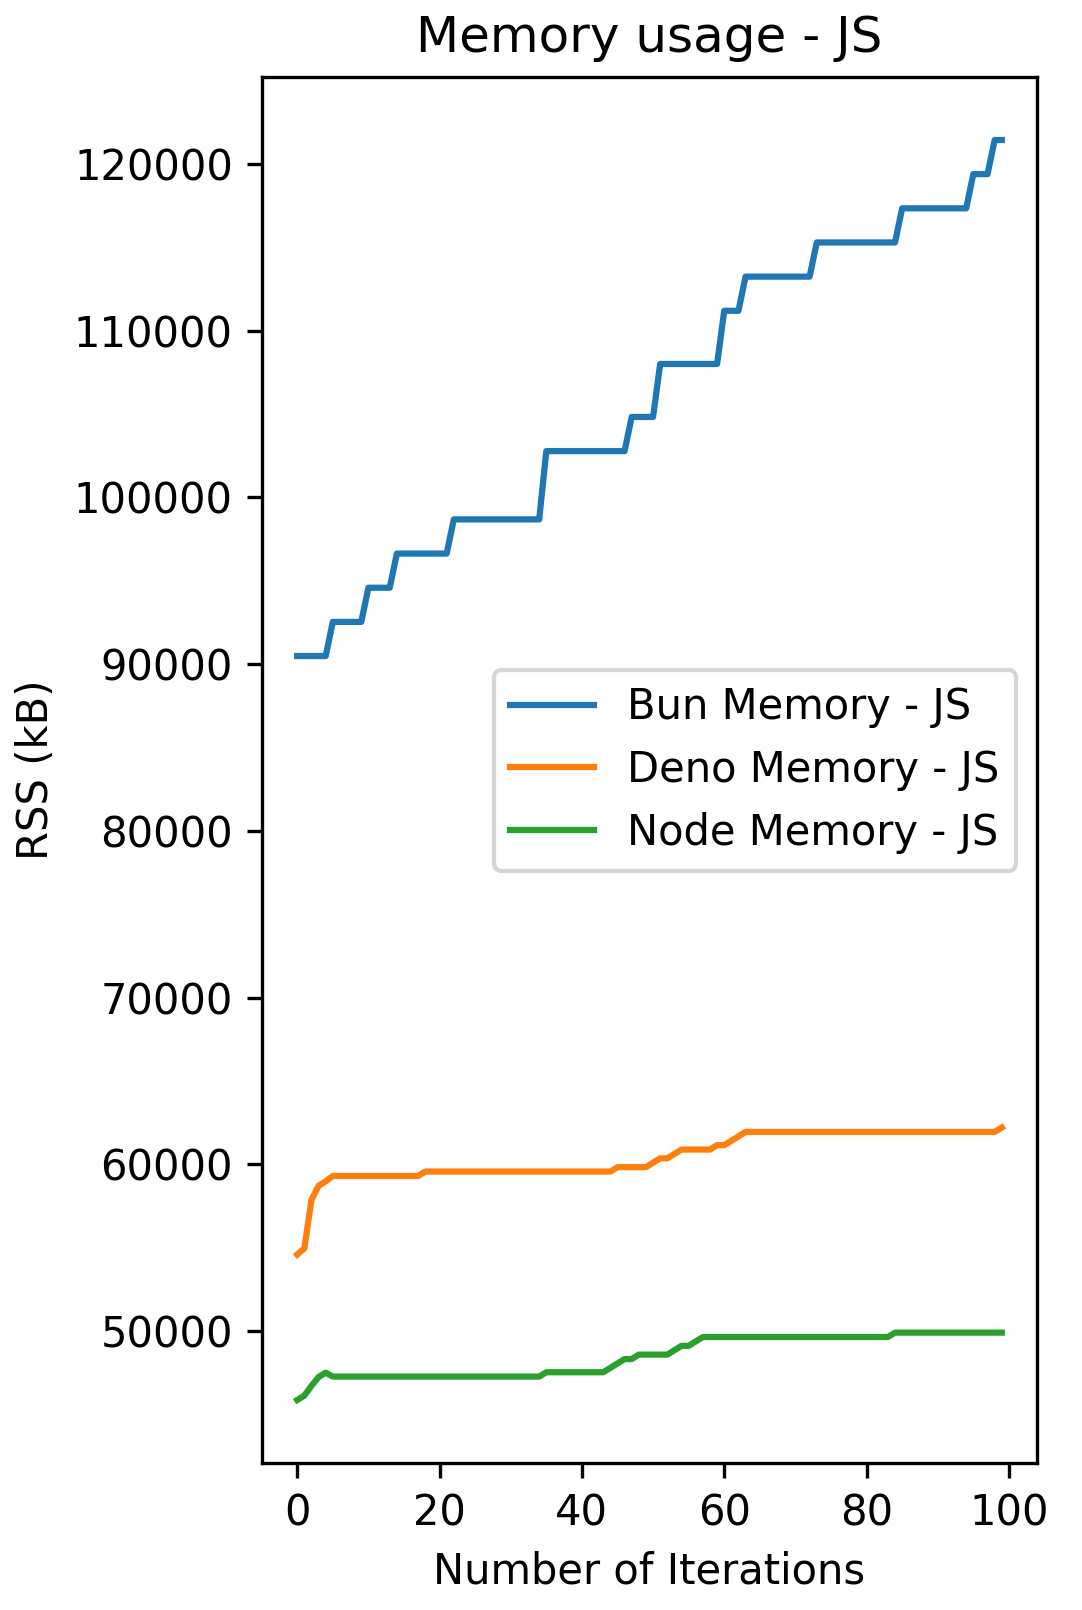 Memory usage - JS
120000
110000
100000
90000
80000
70000
60000
50000
RSS (kB)
Bun Memory - JS
Deno Memory - JS
Node Memory - JS
0 20 40 60 80 100
Number of Iterations